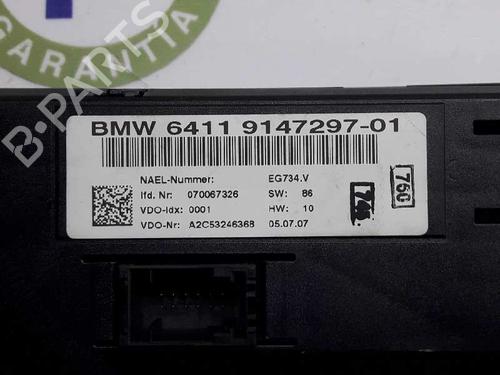 GARANTIA
B-PARTS
BMW 6411 9147297-01
NAEL-Nummer: EG734.V
lfd. Nr: 070067326 SW: 86
VDO-Idx: 0001 HW: 10
VDO-Nr: A2C53246368 05.07.07
760